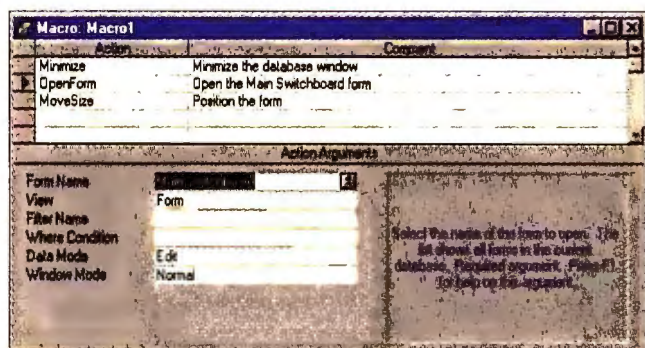 Macro: Macro1
Action Comment
Minimize Minimize the database window
OpenForm Open the Main Switchboard form
MoveSize Position the form
Action Arguments
Form Name
View Form
Filter Name
Where Condition
Data Mode Edit
Window Mode Normal
Select the name of the form to open. The
list shows all forms in the current
database. Required argument. Press F1
for help on this argument.